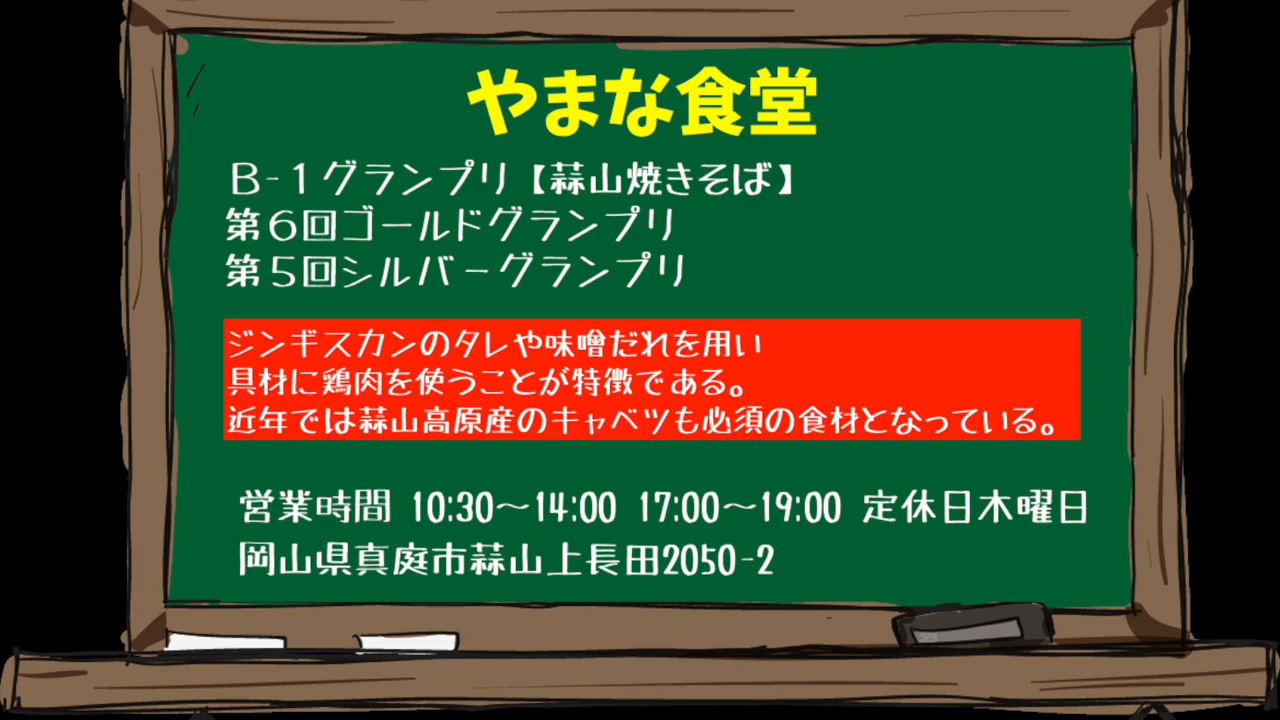 やまな食堂
B-1グランプリ【蒜山焼きそば】
第6回ゴールドグランプリ
第5回シルバーグランプリ
ジンギスカンのタレや味噌だれを用い
具材に鶏肉を使うことが特徴である。
近年では蒜山高原産のキャベツも必須の食材となっている。
営業時間 10:30〜14:00 17:00〜19:00 定休日木曜日
岡山県真庭市蒜山上長田2050-2